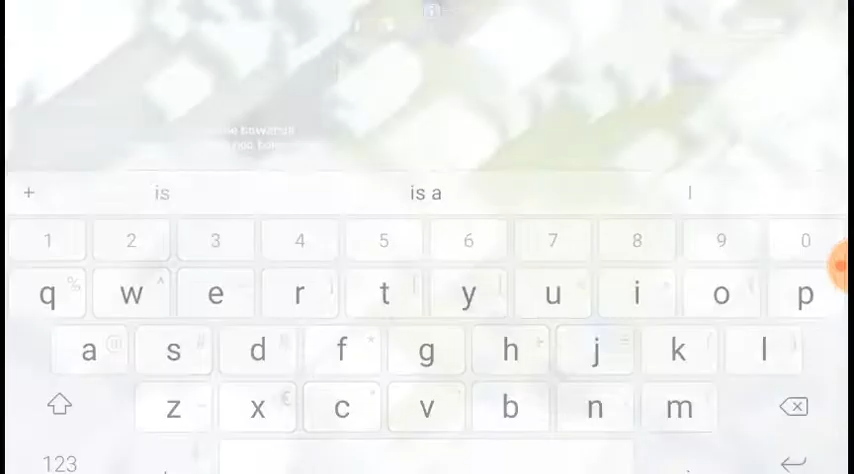 + is is a I
1 2 3 4 5 6 7 8 9 0
q % w ^ e r t y u i o p
a @ s # d f * g h j = k l
z x € c v b n m
123 , .